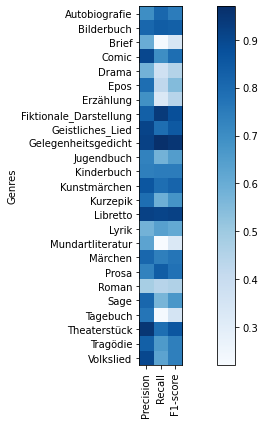 Genres
Autobiografie
Bilderbuch
Brief
Comic
Drama
Epos
Erzählung
Fiktionale_Darstellung
Geistliches_Lied
Gelegenheitsgedicht
Jugendbuch
Kinderbuch
Kunstmärchen
Kurzepik
Libretto
Lyrik
Mundartliteratur
Märchen
Prosa
Roman
Sage
Tagebuch
Theaterstück
Tragödie
Volkslied
Precision
Recall
F1-score
0.9
0.8
0.7
0.6
0.5
0.4
0.3